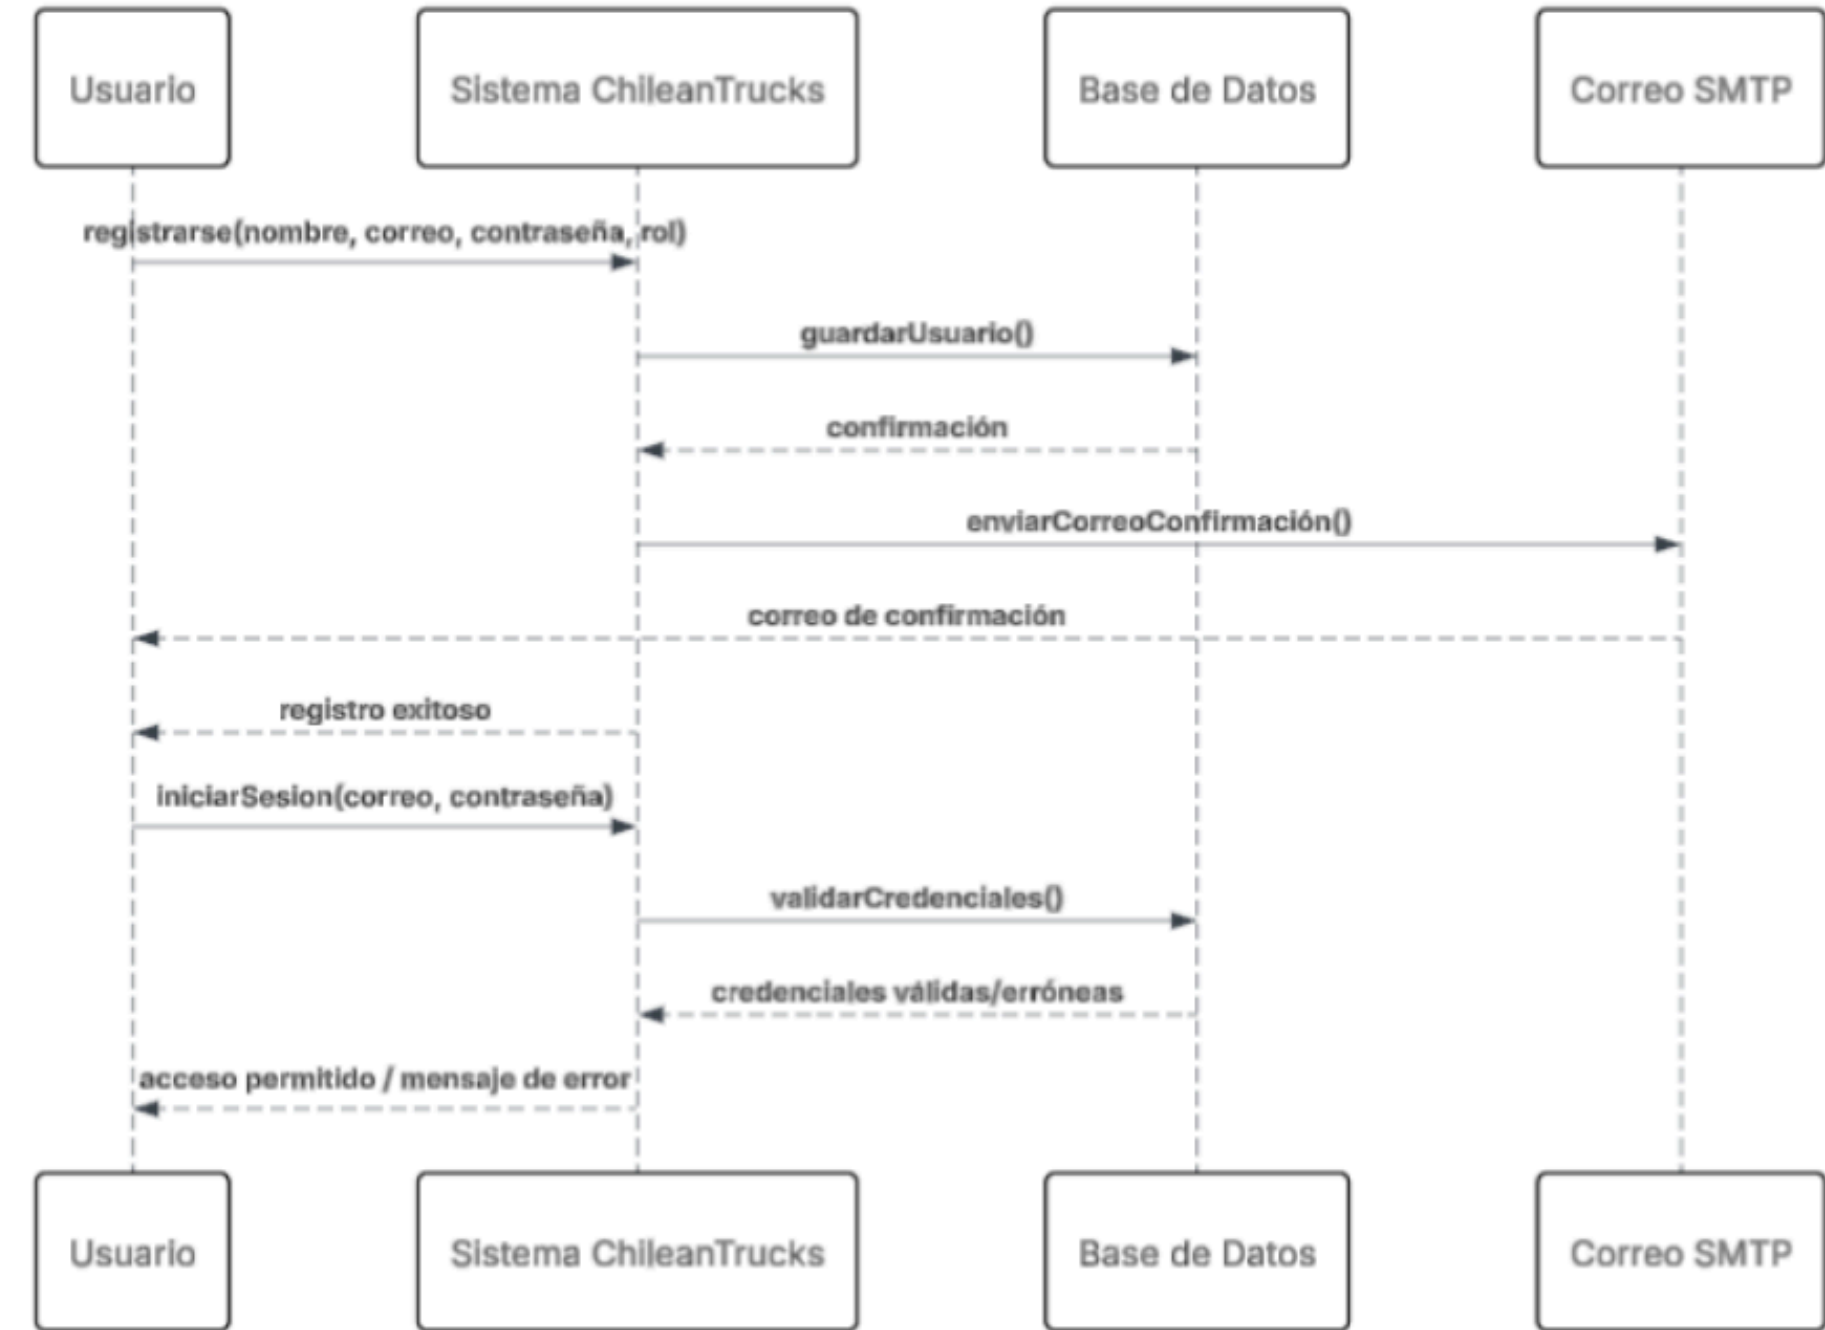 Usuario
Sistema ChileanTrucks
Base de Datos
Correo SMTP
registrarse(nombre, correo, contraseña, rol)
guardarUsuario()
confirmación
enviarCorreoConfirmación()
correo de confirmación
registro exitoso
iniciarSesion(correo, contraseña)
validarCredenciales()
credenciales válidas/erróneas
acceso permitido / mensaje de error
Usuario
Sistema ChileanTrucks
Base de Datos
Correo SMTP